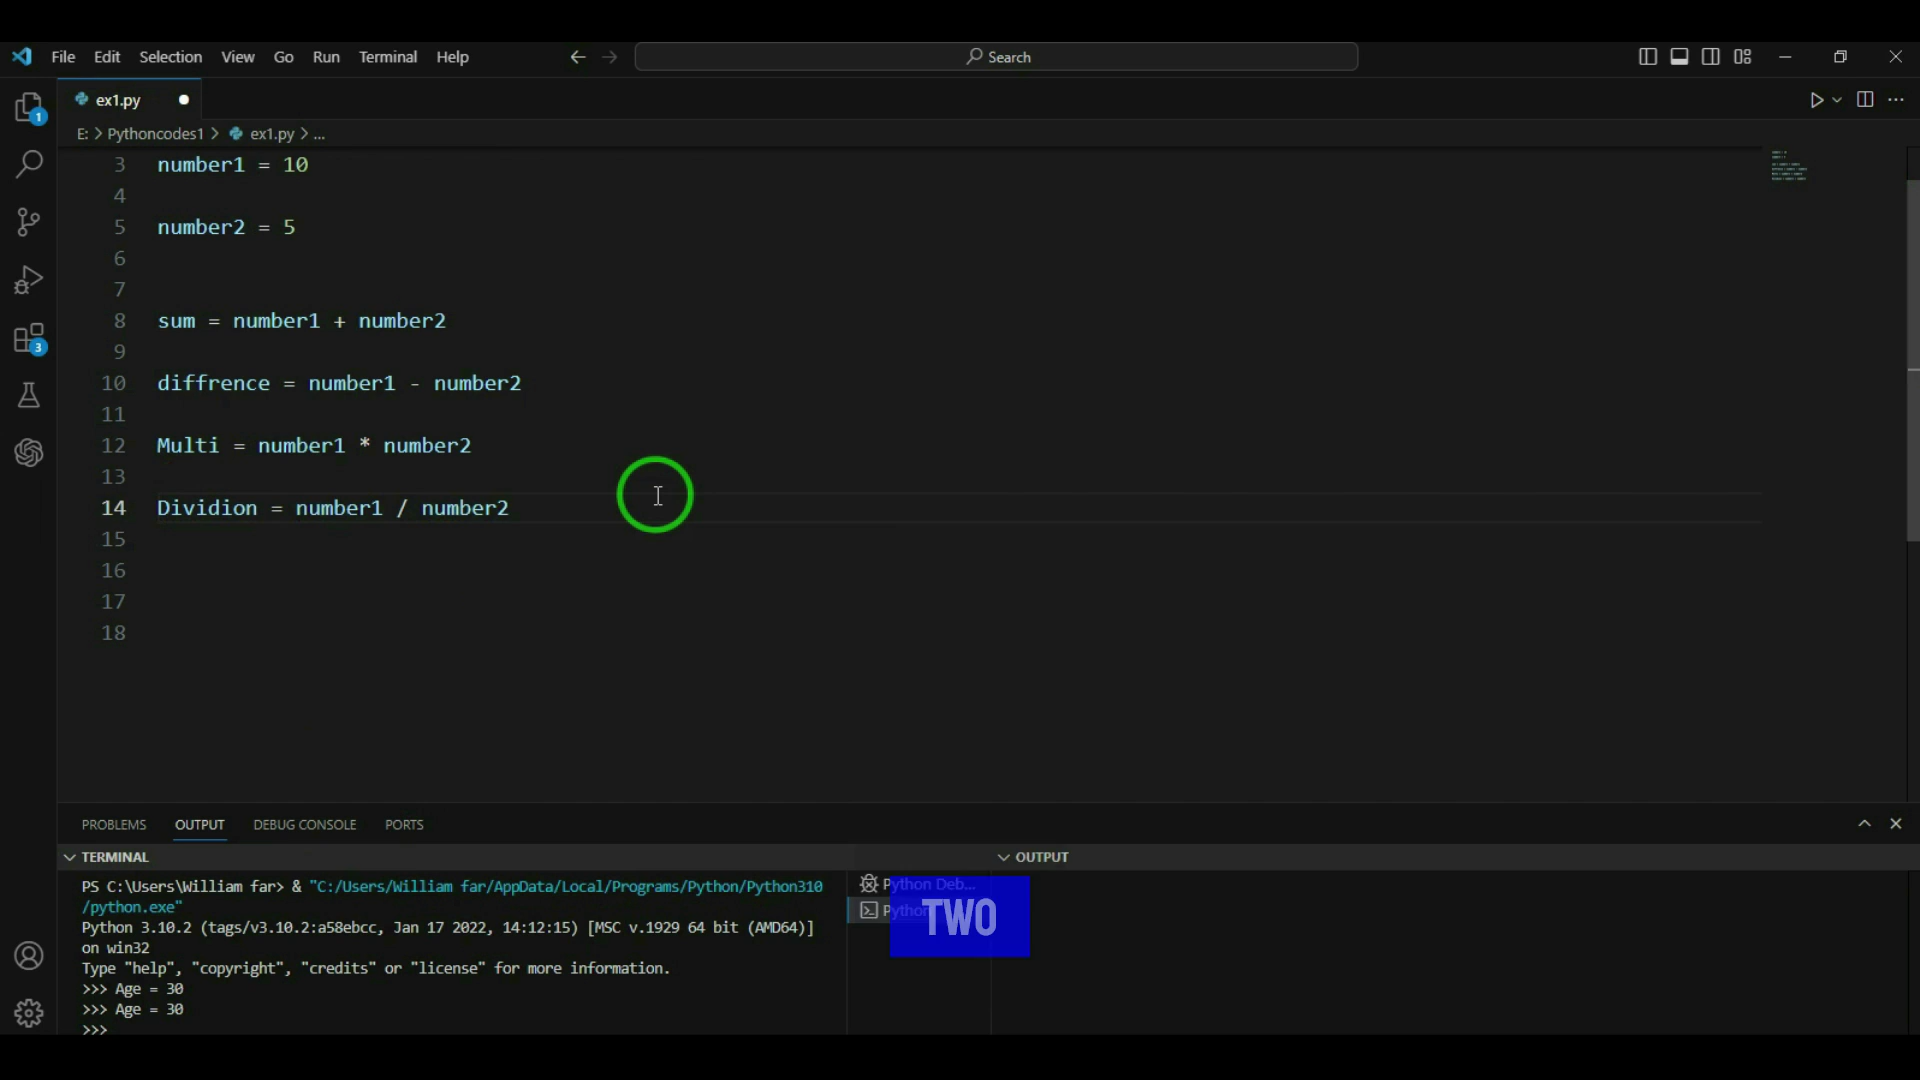 File Edit Selection View Go Run Terminal Help
Search
ex1.py
E: > Pythoncodes1 > ex1.py > ...
1
3
3 number1 = 10
4
5 number2 = 5
6
7
8 sum = number1 + number2
9
10 diffrence = number1 - number2
11
12 Multi = number1 * number2
13
14 Dividion = number1 / number2
15
16
17
18
PROBLEMS OUTPUT DEBUG CONSOLE PORTS
TERMINAL
PS C:\Users\William far> & "C:/Users/William far/AppData/Local/Programs/Python/Python310
/python.exe"
Python 3.10.2 (tags/v3.10.2:a58ebcc, Jan 17 2022, 14:12:15) [MSC v.1929 64 bit (AMD64)]
on win32
Type "help", "copyright", "credits" or "license" for more information.
>>> Age = 30
>>> Age = 30
>>>
Python Deb...
Python
TWO
OUTPUT